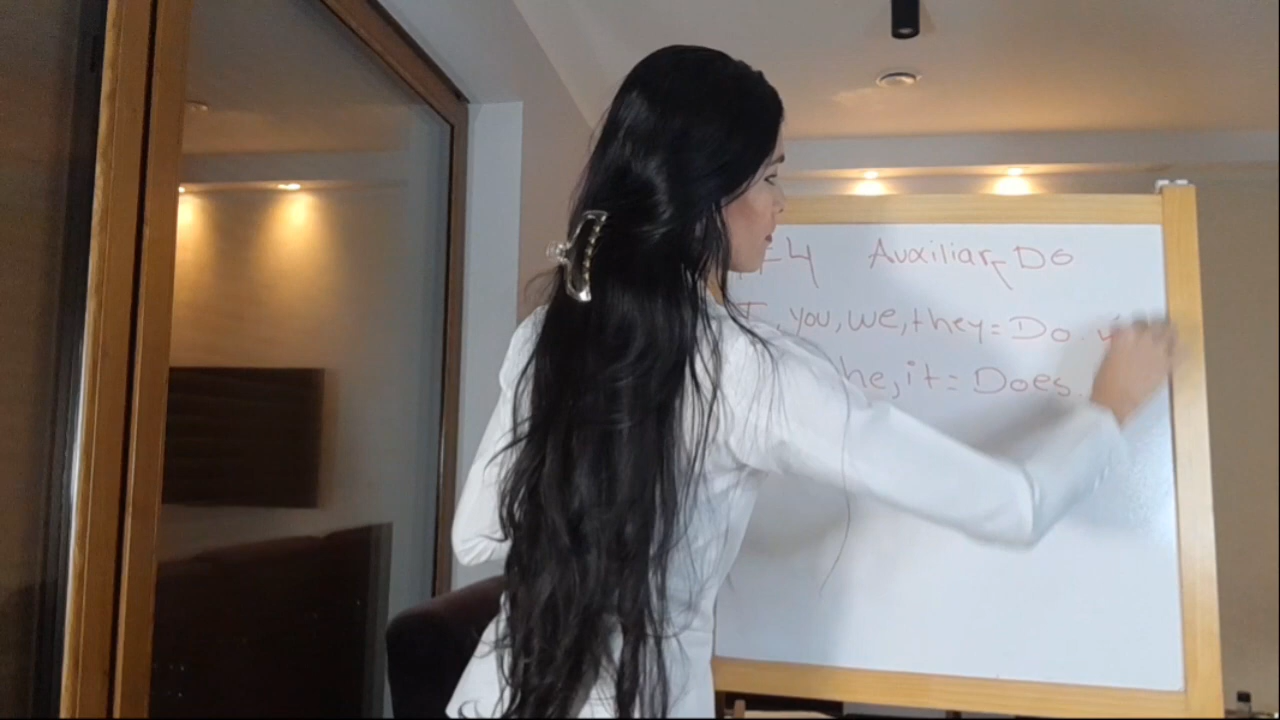 4 Auxiliar DO
I, you, we, they = Do.
he, it = Does.